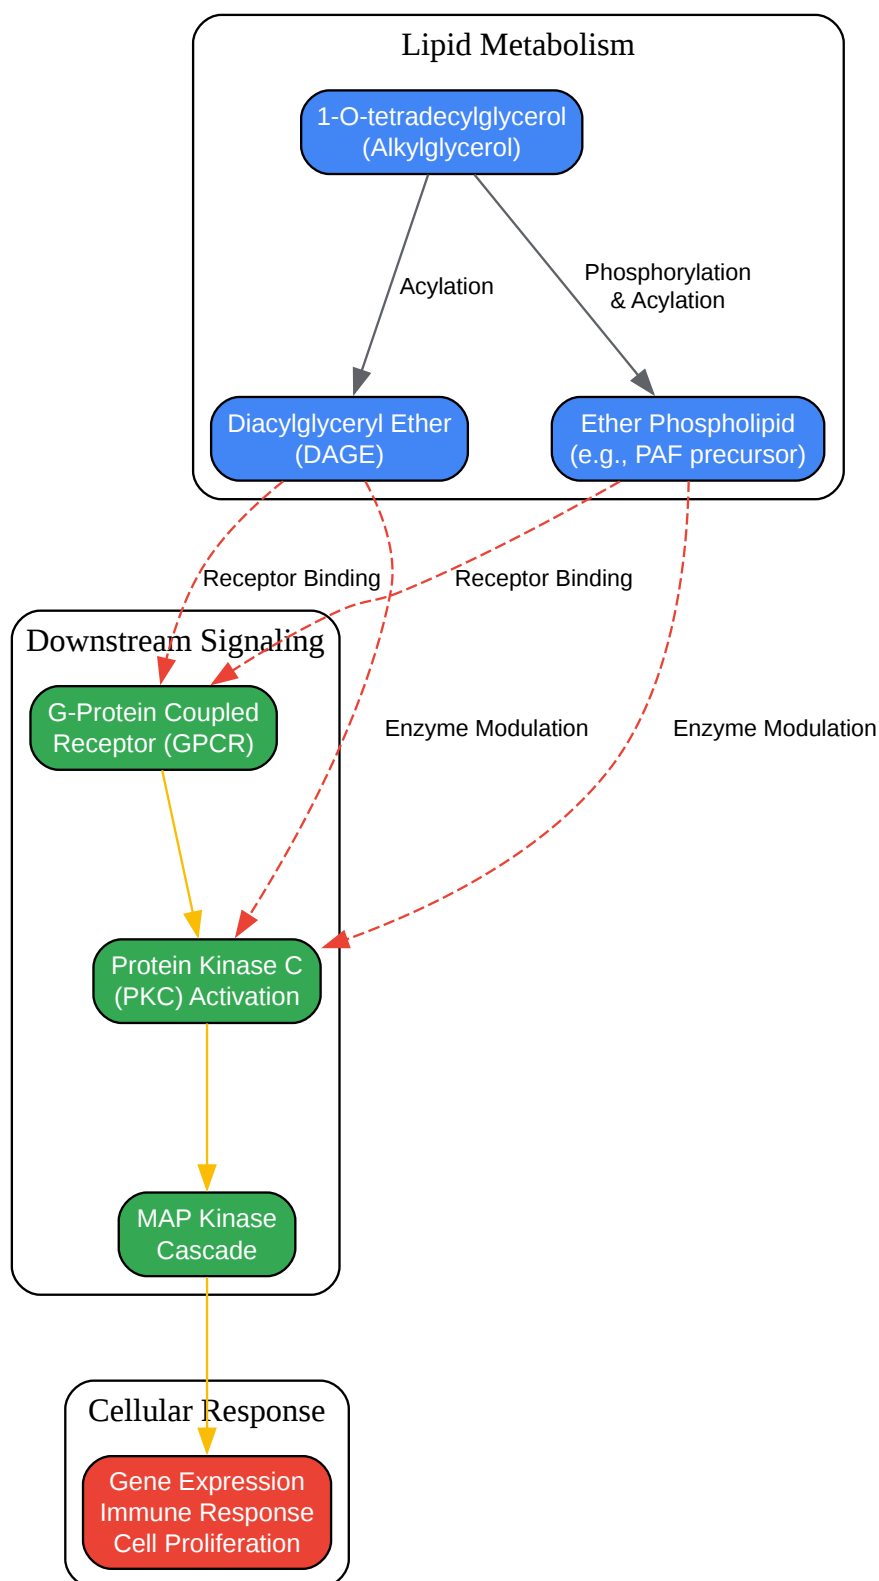 Lipid Metabolism
1-O-tetradecylglycerol
(Alkylglycerol)
Acylation
Phosphorylation
& Acylation
Diacylglyceryl Ether
(DAGE)
Ether Phospholipid
(e.g., PAF precursor)
Receptor Binding
Receptor Binding
Downstream Signaling
G-Protein Coupled
Receptor (GPCR)
Enzyme Modulation
Enzyme Modulation
Protein Kinase C
(PKC) Activation
MAP Kinase
Cascade
Cellular Response
Gene Expression
Immune Response
Cell Proliferation